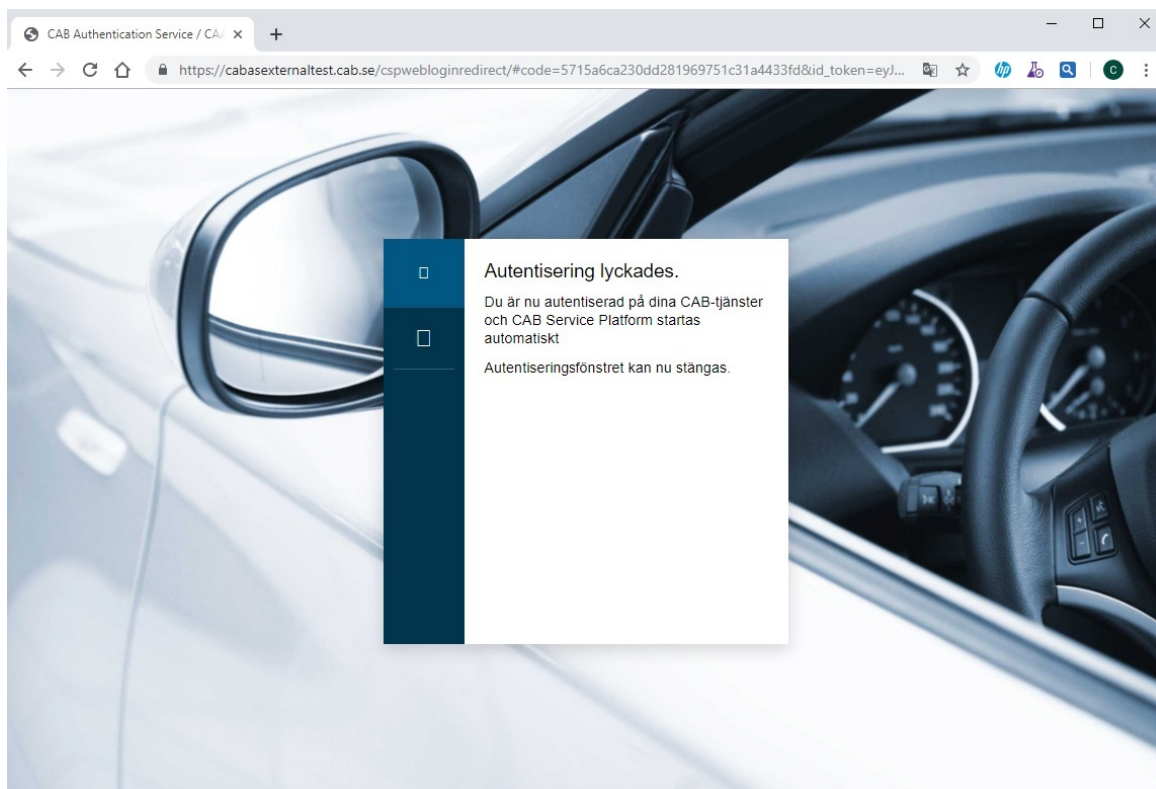 CAB Authentication Service / CA
https://cabasexternaltest.cab.se/cspwebloginredirect/#code=5715a6ca230dd281969751c31a4433fd&id_token=eyJ...
C
Autentisering lyckades.
Du är nu autentiserad på dina CAB-tjänster
och CAB Service Platform startas
automatiskt
Autentiseringsfönstret kan nu stängas.